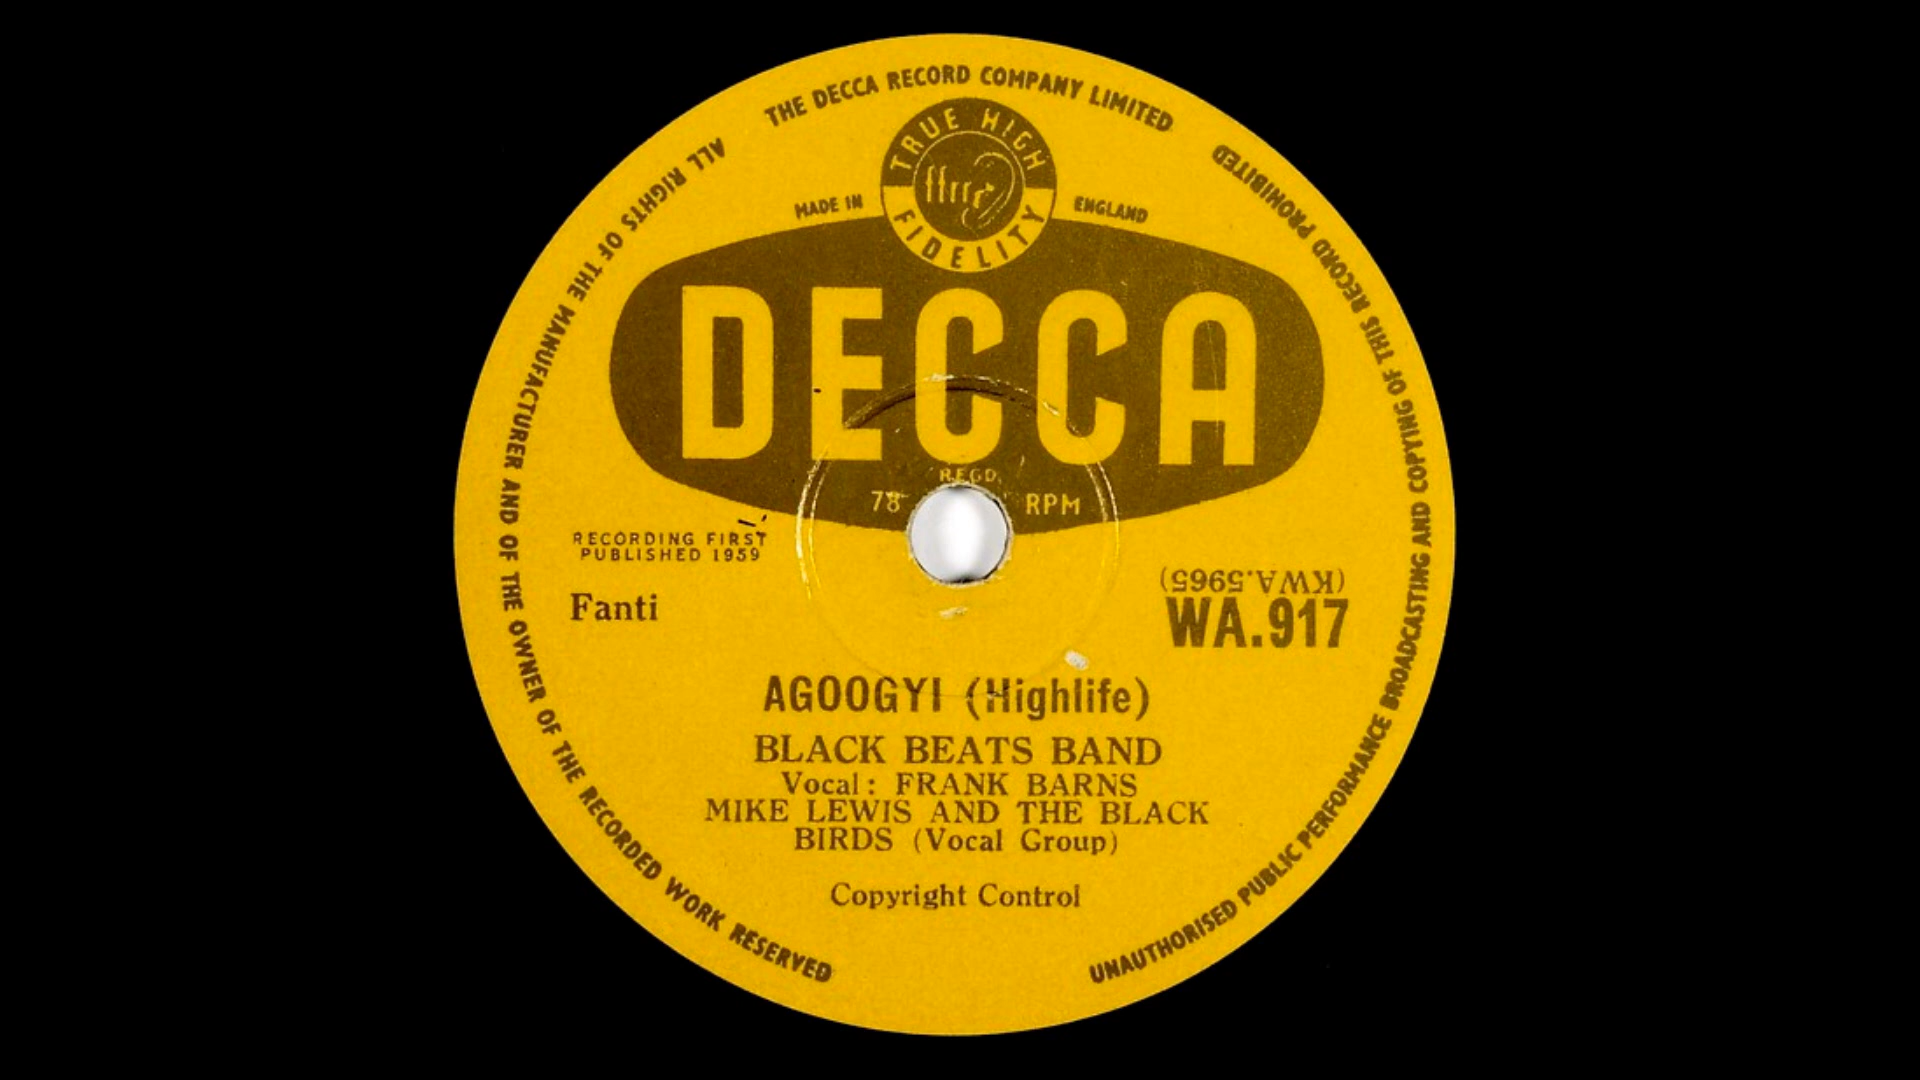 THE DECCA RECORD COMPANY LIMITED
ALL RIGHTS OF THE MANUFACTURER AND OF THE OWNER OF THE RECORDED WORK RESERVED
UNAUTHORISED PUBLIC PERFORMANCE BROADCASTING AND COPYING OF THIS RECORD PROHIBITED
TRUE HIGH
ffrr
FIDELITY
MADE IN ENGLAND
DECCA
REGD.
78 RPM
RECORDING FIRST
PUBLISHED 1959
Fanti
(KWA.5965)
WA.917
AGOOGYI (Highlife)
BLACK BEATS BAND
Vocal: FRANK BARNS
MIKE LEWIS AND THE BLACK
BIRDS (Vocal Group)
Copyright Control